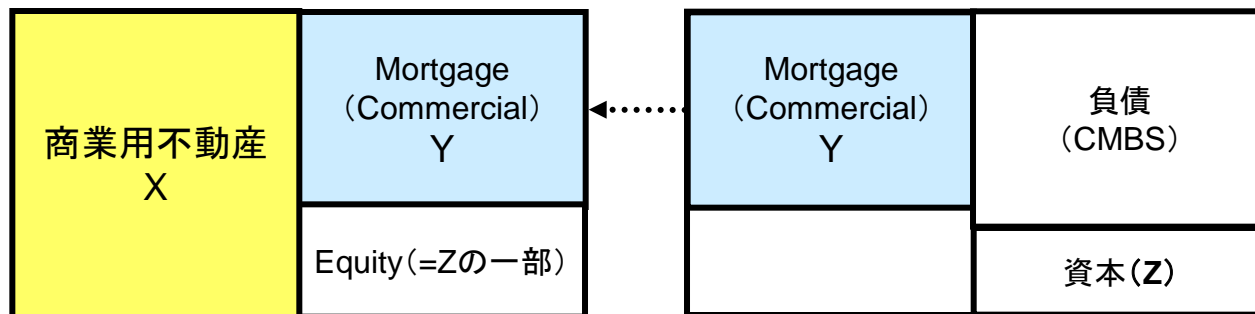 商業用不動産
X
Mortgage
（Commercial）
Y
Equity（=Zの一部）
Mortgage
（Commercial）
Y
負債
（CMBS）
資本（Z）